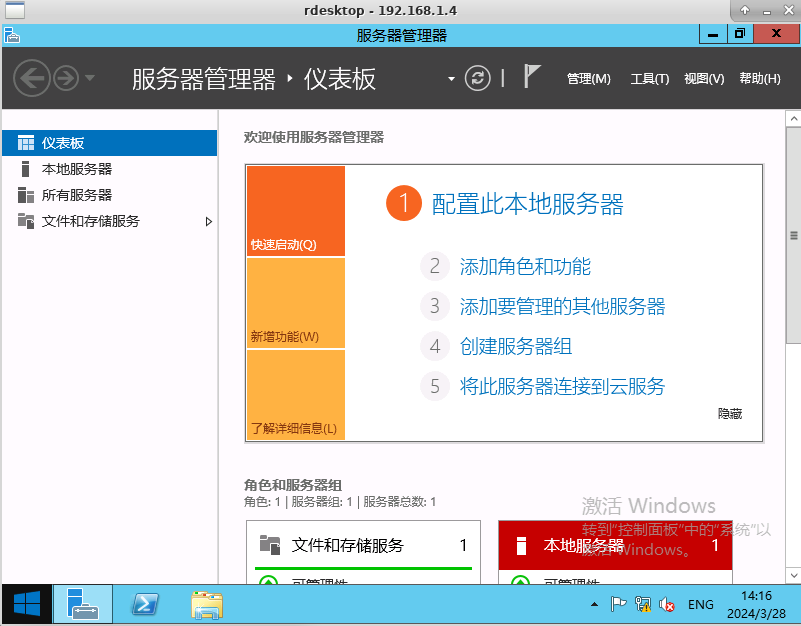 rdesktop - 192.168.1.4
服务器管理器
服务器管理器 ‣ 仪表板
管理(M) 工具(T) 视图(V) 帮助(H)
仪表板
本地服务器
所有服务器
文件和存储服务
欢迎使用服务器管理器
快速启动(Q)
新增功能(W)
了解详细信息(L)
1 配置此本地服务器
2 添加角色和功能
3 添加要管理的其他服务器
4 创建服务器组
5 将此服务器连接到云服务
隐藏
角色和服务器组
角色: 1 | 服务器组: 1 | 服务器总数: 1
文件和存储服务 1
可管理性
本地服务器 1
可管理性
激活 Windows
转到"控制面板"中的"系统"以
激活 Windows。
ENG
14:16
2024/3/28